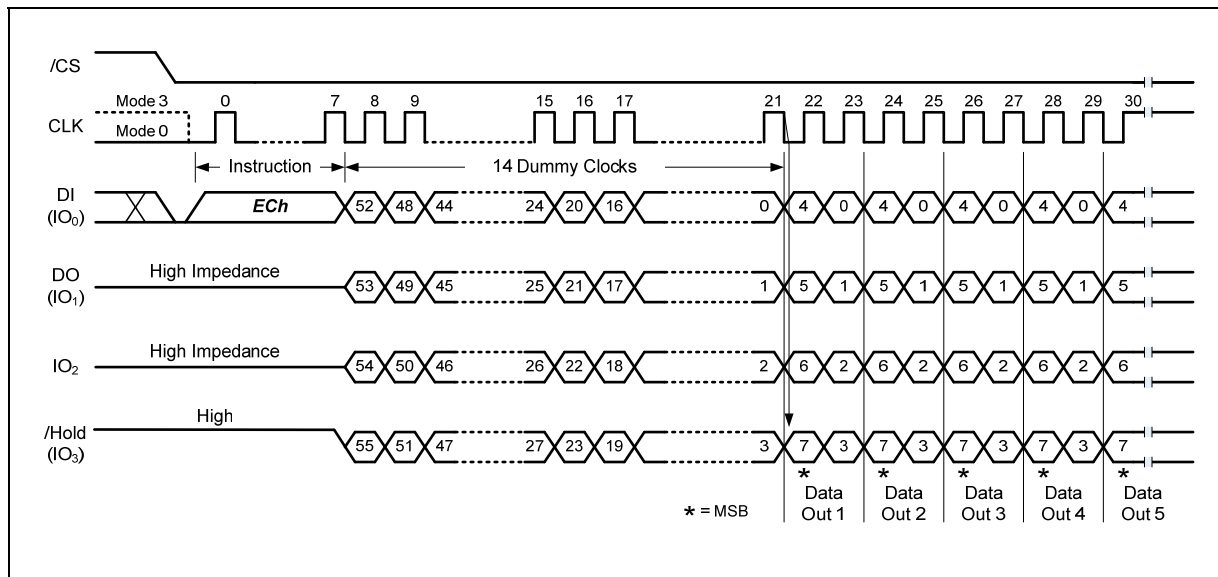 /CS
Mode 3 0 7 8 9 15 16 17 21 22 23 24 25 26 27 28 29 30
CLK
Mode 0
Instruction 14 Dummy Clocks
DI
(IO0) ECh 52 48 44 24 20 16 0 4 0 4 0 4 0 4 0 4
DO
(IO1) High Impedance 53 49 45 25 21 17 1 5 1 5 1 5 1 5 1 5
IO2 High Impedance 54 50 46 26 22 18 2 6 2 6 2 6 2 6 2 6
/Hold
(IO3) High 55 51 47 27 23 19 3 7 3 7 3 7 3 7 3 7
* * * * *
* = MSB
Data Out 1
Data Out 2
Data Out 3
Data Out 4
Data Out 5